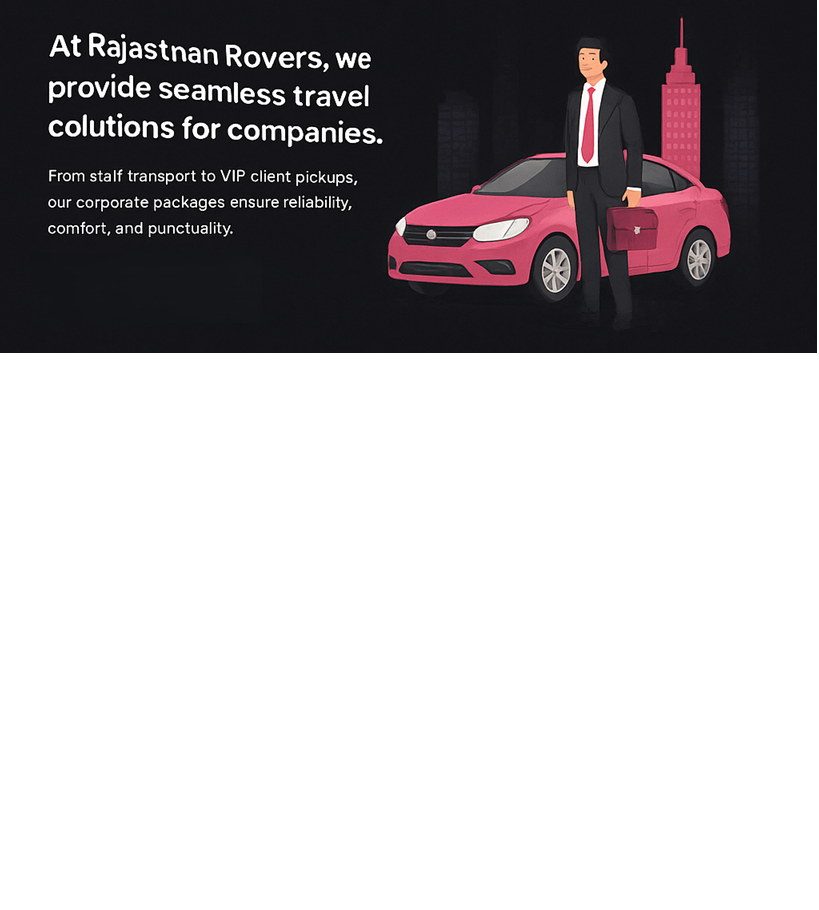 At Rajastnan Rovers, we
provide seamless travel
colutions for companies.
From stalf transport to VIP client pickups,
our corporate packages ensure reliability,
comfort, and punctuality.